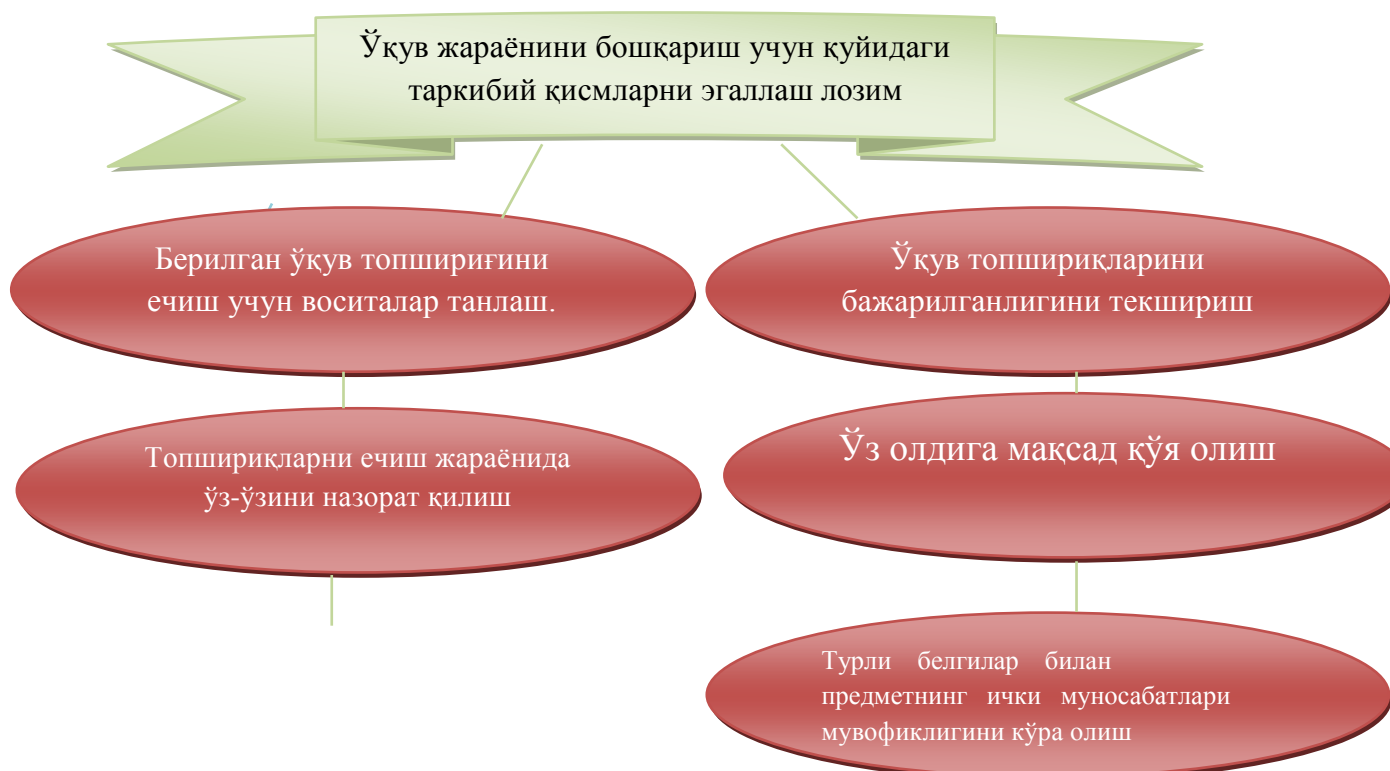 Ўқув жараёнини бошқариш учун қуйидаги
таркибий қисмларни эгаллаш лозим
Берилган ўқув топшириғини
ечиш учун воситалар танлаш.
Ўқув топшириқларини
бажарилганлигини текшириш
Топшириқларни ечиш жараёнида
ўз-ўзини назорат қилиш
Ўз олдига мақсад қўя олиш
Турли белгилар билан
предметнинг ички муносабатлари
мувофиклигини кўра олиш